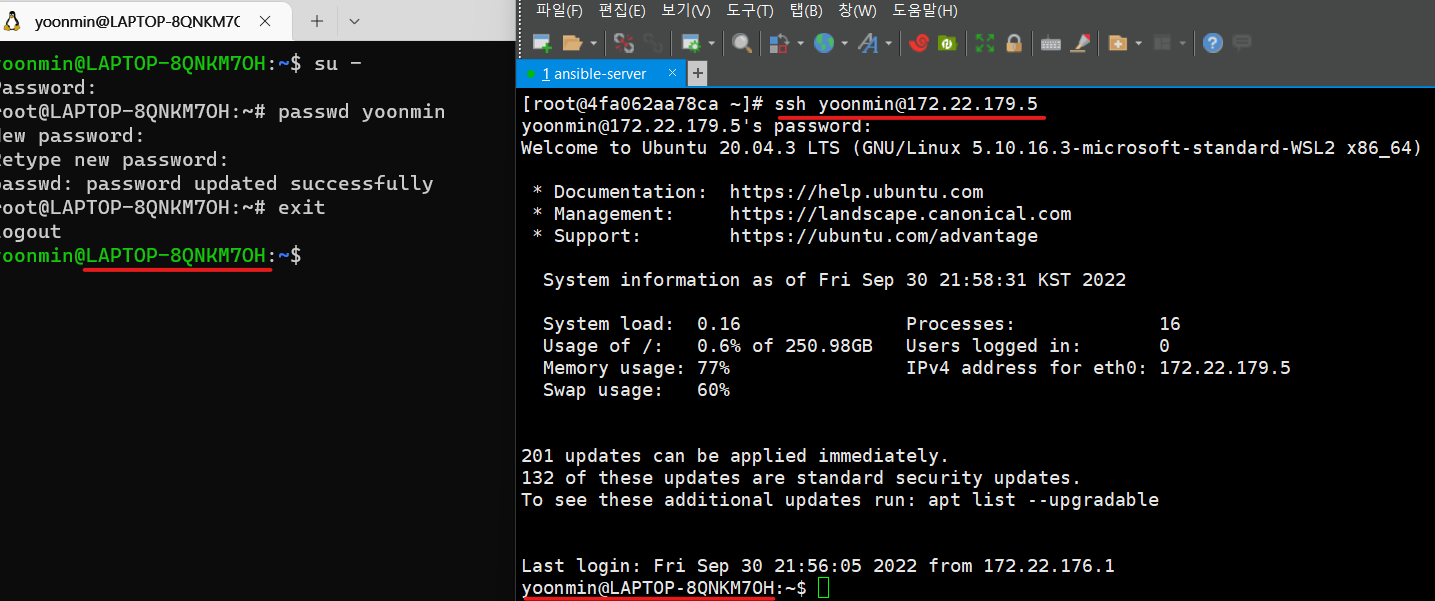 yoonmin@LAPTOP-8QNKM7C
oonmin@LAPTOP-8QNKM7OH:~$ su -
Password:
root@LAPTOP-8QNKM7OH:~# passwd yoonmin
ew password:
etype new password:
asswd: password updated successfully
root@LAPTOP-8QNKM7OH:~# exit
ogout
oonmin@LAPTOP-8QNKM7OH:~$
파일(F) 편집(E) 보기(V) 도구(T) 탭(B) 창(W) 도움말(H)
1 ansible-server
[root@4fa062aa78ca ~]# ssh yoonmin@172.22.179.5
yoonmin@172.22.179.5's password:
Welcome to Ubuntu 20.04.3 LTS (GNU/Linux 5.10.16.3-microsoft-standard-WSL2 x86_64)
* Documentation: https://help.ubuntu.com
* Management: https://landscape.canonical.com
* Support: https://ubuntu.com/advantage
System information as of Fri Sep 30 21:58:31 KST 2022
System load: 0.16 Processes: 16
Usage of /: 0.6% of 250.98GB Users logged in: 0
Memory usage: 77% IPv4 address for eth0: 172.22.179.5
Swap usage: 60%
201 updates can be applied immediately.
132 of these updates are standard security updates.
To see these additional updates run: apt list --upgradable
Last login: Fri Sep 30 21:56:05 2022 from 172.22.176.1
yoonmin@LAPTOP-8QNKM7OH:~$